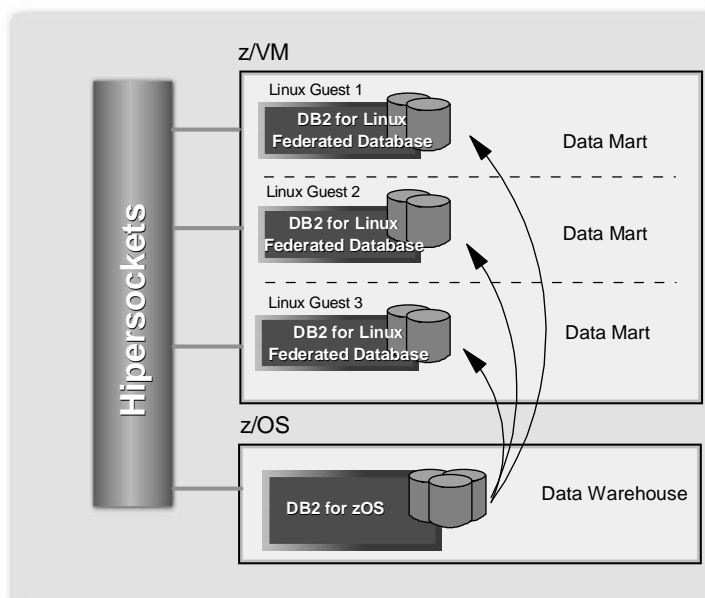 z/VM
Hipersockets
Linux Guest 1
DB2 for Linux
Federated Database
Data Mart
Linux Guest 2
DB2 for Linux
Federated Database
Data Mart
Linux Guest 3
DB2 for Linux
Federated Database
Data Mart
z/OS
DB2 for zOS
Data Warehouse